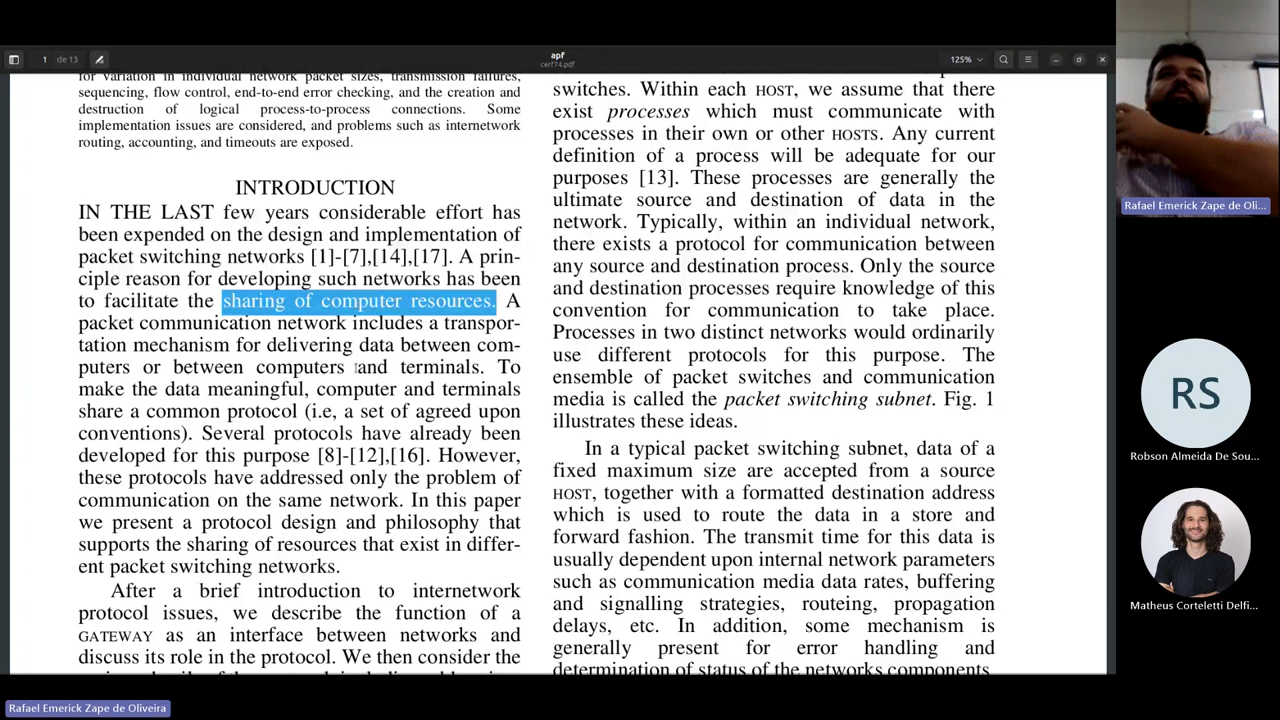 1 de 13
apf
cerf74.pdf
125%
for variation in individual network packet sizes, transmission failures,
sequencing, flow control, end-to-end error checking, and the creation and
destruction of logical process-to-process connections. Some
implementation issues are considered, and problems such as internetwork
routing, accounting, and timeouts are exposed.
INTRODUCTION
IN THE LAST few years considerable effort has
been expended on the design and implementation of
packet switching networks [1]-[7],[14],[17]. A prin-
ciple reason for developing such networks has been
to facilitate the sharing of computer resources. A
packet communication network includes a transpor-
tation mechanism for delivering data between com-
puters or between computers and terminals. To
make the data meaningful, computer and terminals
share a common protocol (i.e, a set of agreed upon
conventions). Several protocols have already been
developed for this purpose [8]-[12],[16]. However,
these protocols have addressed only the problem of
communication on the same network. In this paper
we present a protocol design and philosophy that
supports the sharing of resources that exist in differ-
ent packet switching networks.
After a brief introduction to internetwork
protocol issues, we describe the function of a
GATEWAY as an interface between networks and
discuss its role in the protocol. We then consider the
switches. Within each HOST, we assume that there
exist processes which must communicate with
processes in their own or other HOSTS. Any current
definition of a process will be adequate for our
purposes [13]. These processes are generally the
ultimate source and destination of data in the
network. Typically, within an individual network,
there exists a protocol for communication between
any source and destination process. Only the source
and destination processes require knowledge of this
convention for communication to take place.
Processes in two distinct networks would ordinarily
use different protocols for this purpose. The
ensemble of packet switches and communication
media is called the packet switching subnet. Fig. 1
illustrates these ideas.
In a typical packet switching subnet, data of a
fixed maximum size are accepted from a source
HOST, together with a formatted destination address
which is used to route the data in a store and
forward fashion. The transmit time for this data is
usually dependent upon internal network parameters
such as communication media data rates, buffering
and signalling strategies, routeing, propagation
delays, etc. In addition, some mechanism is
generally present for error handling and
determination of status of the networks components.
Rafael Emerick Zape de Oli...
RS
Robson Almeida De Sou...
Matheus Corteletti Delfi...
Rafael Emerick Zape de Oliveira